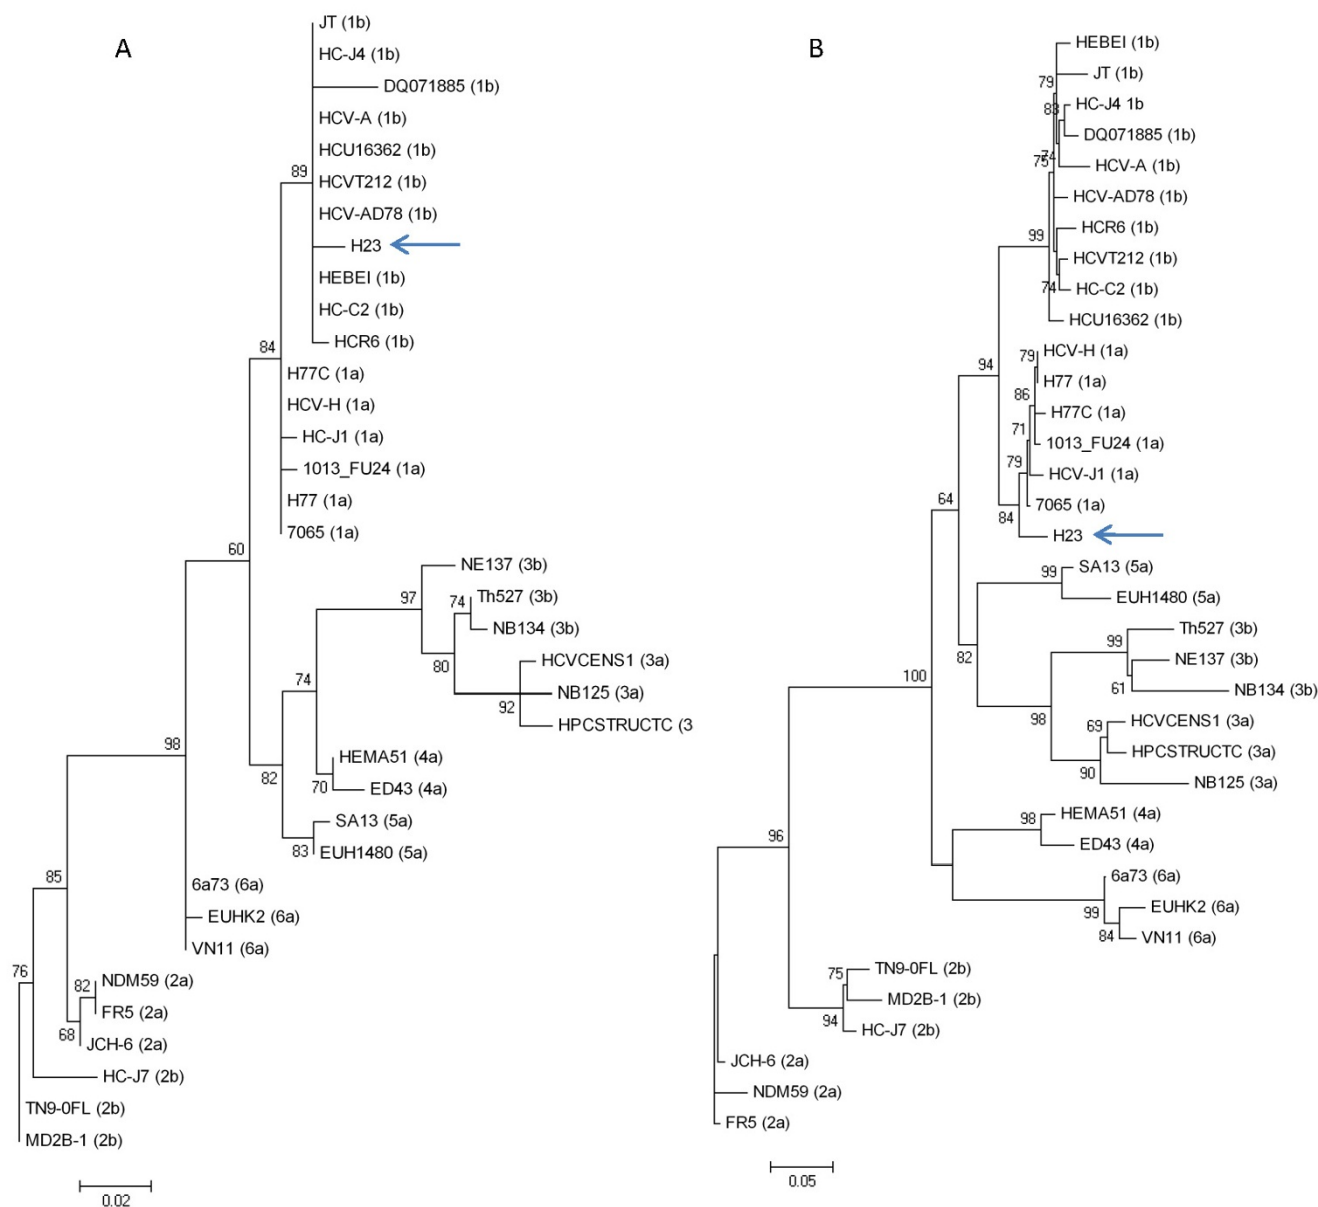 A
JT (1b)
HC-J4 (1b)
DQ071885 (1b)
HCV-A (1b)
HCU16362 (1b)
HCVT212 (1b)
89
HCV-AD78 (1b)
H23
HEBEI (1b)
HC-C2 (1b)
HCR6 (1b)
84
H77C (1a)
HCV-H (1a)
HC-J1 (1a)
1013_FU24 (1a)
H77 (1a)
7065 (1a)
60
NE137 (3b)
97
74
Th527 (3b)
NB134 (3b)
80
HCVCENS1 (3a)
74
NB125 (3a)
92
HPCSTRUCTC (3
98
HEMA51 (4a)
82
70
ED43 (4a)
SA13 (5a)
83
EUH1480 (5a)
85
6a73 (6a)
EUHK2 (6a)
VN11 (6a)
76
82
NDM59 (2a)
FR5 (2a)
68
JCH-6 (2a)
HC-J7 (2b)
TN9-0FL (2b)
MD2B-1 (2b)
0.02
B
HEBEI (1b)
79
JT (1b)
83
HC-J4 1b
DQ071885 (1b)
74
75
HCV-A (1b)
HCV-AD78 (1b)
99
HCR6 (1b)
HCVT212 (1b)
74
HC-C2 (1b)
HCU16362 (1b)
94
79
HCV-H (1a)
H77 (1a)
86
H77C (1a)
71
1013_FU24 (1a)
79
HCV-J1 (1a)
64
7065 (1a)
84
H23
99
SA13 (5a)
EUH1480 (5a)
82
99
Th527 (3b)
NE137 (3b)
61
NB134 (3b)
100
98
69
HCVCENS1 (3a)
HPCSTRUCTC (3a)
90
NB125 (3a)
96
98
HEMA51 (4a)
ED43 (4a)
6a73 (6a)
99
EUHK2 (6a)
84
VN11 (6a)
75
TN9-0FL (2b)
MD2B-1 (2b)
94
HC-J7 (2b)
JCH-6 (2a)
NDM59 (2a)
FR5 (2a)
0.05